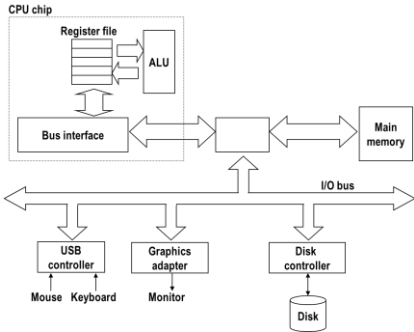 CPU chip
Register file
ALU
Bus interface
Main
memory
I/O bus
USB
controller
Graphics
adapter
Disk
controller
Mouse
Keyboard
Monitor
Disk